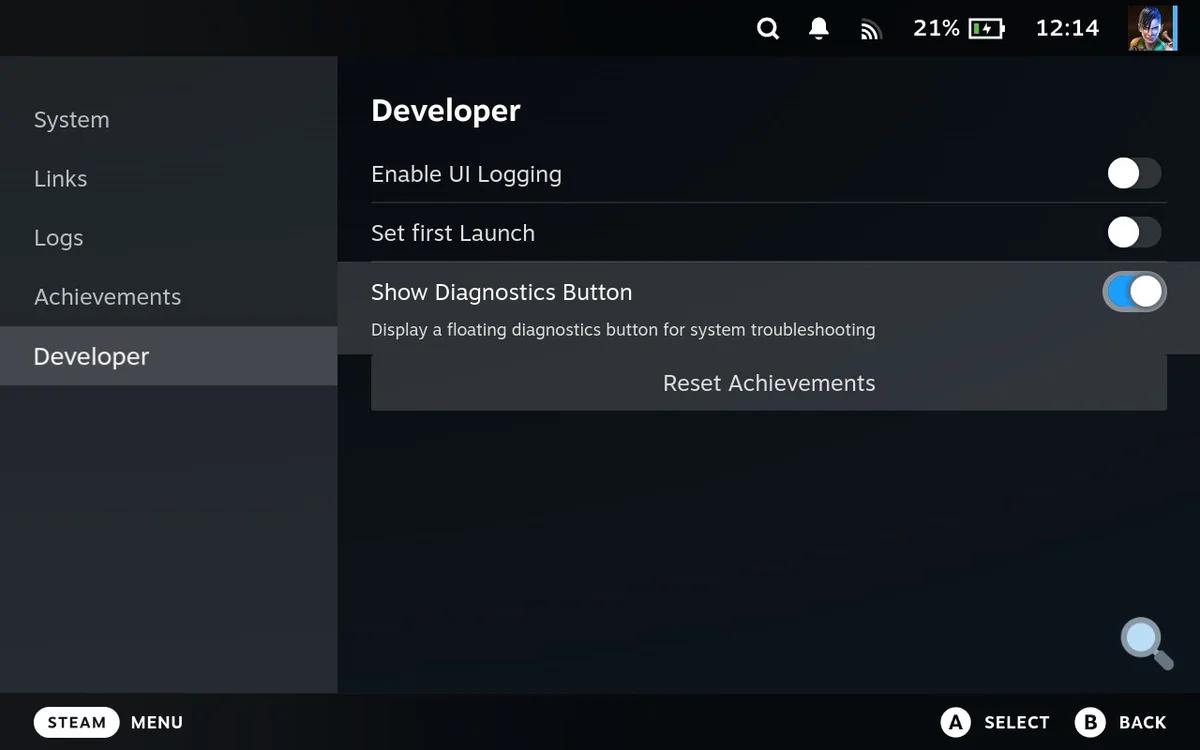 21% 12:14
System
Links
Logs
Achievements
Developer
Developer
Enable UI Logging
Set first Launch
Show Diagnostics Button
Display a floating diagnostics button for system troubleshooting
Reset Achievements
STEAM MENU
A SELECT B BACK